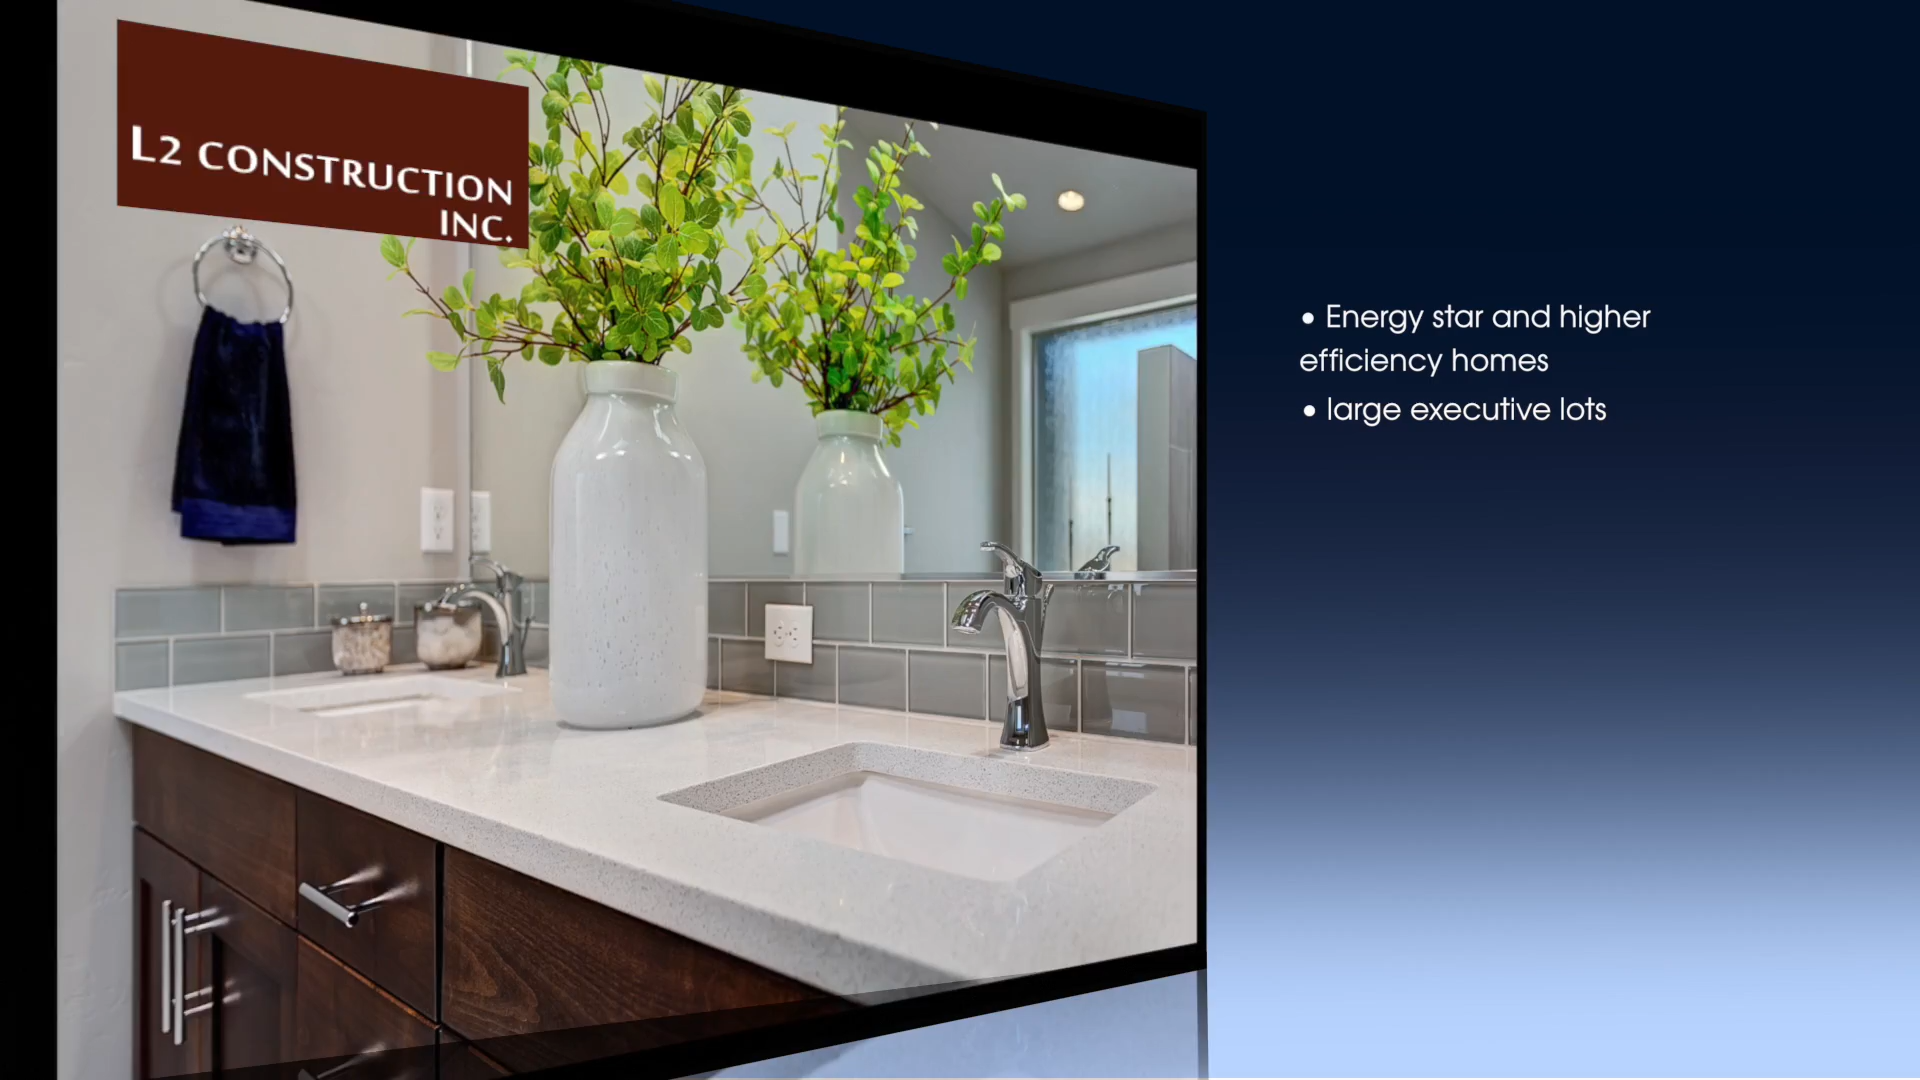 L2 CONSTRUCTION
INC.
• Energy star and higher
efficiency homes
• large executive lots